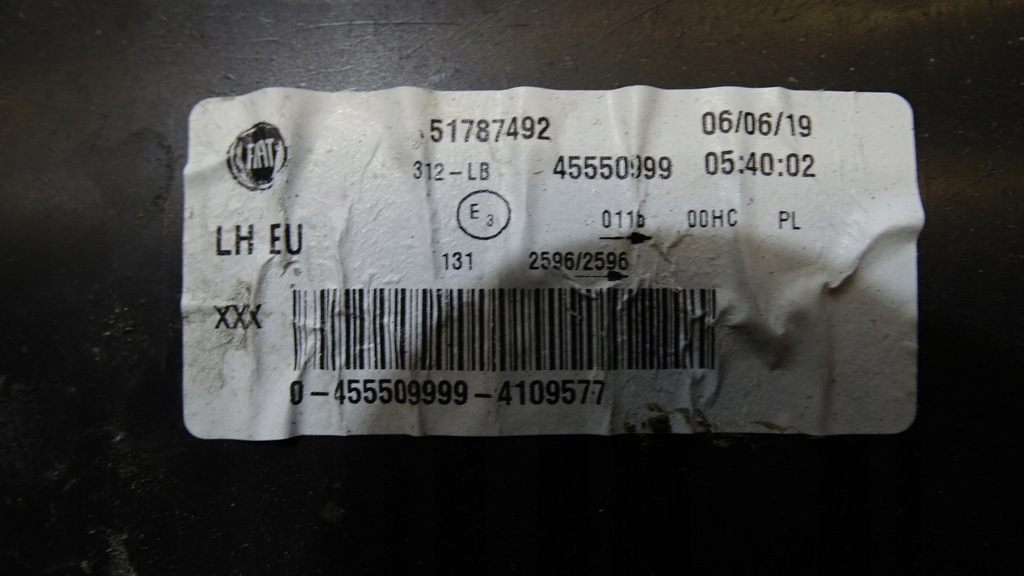 FIAT
51787492 06/06/19
312-LB 45550999 05:40:02
E3 011b 00HC PL
LH EU
131 2596/2596
XXX
0-455509999-4109577